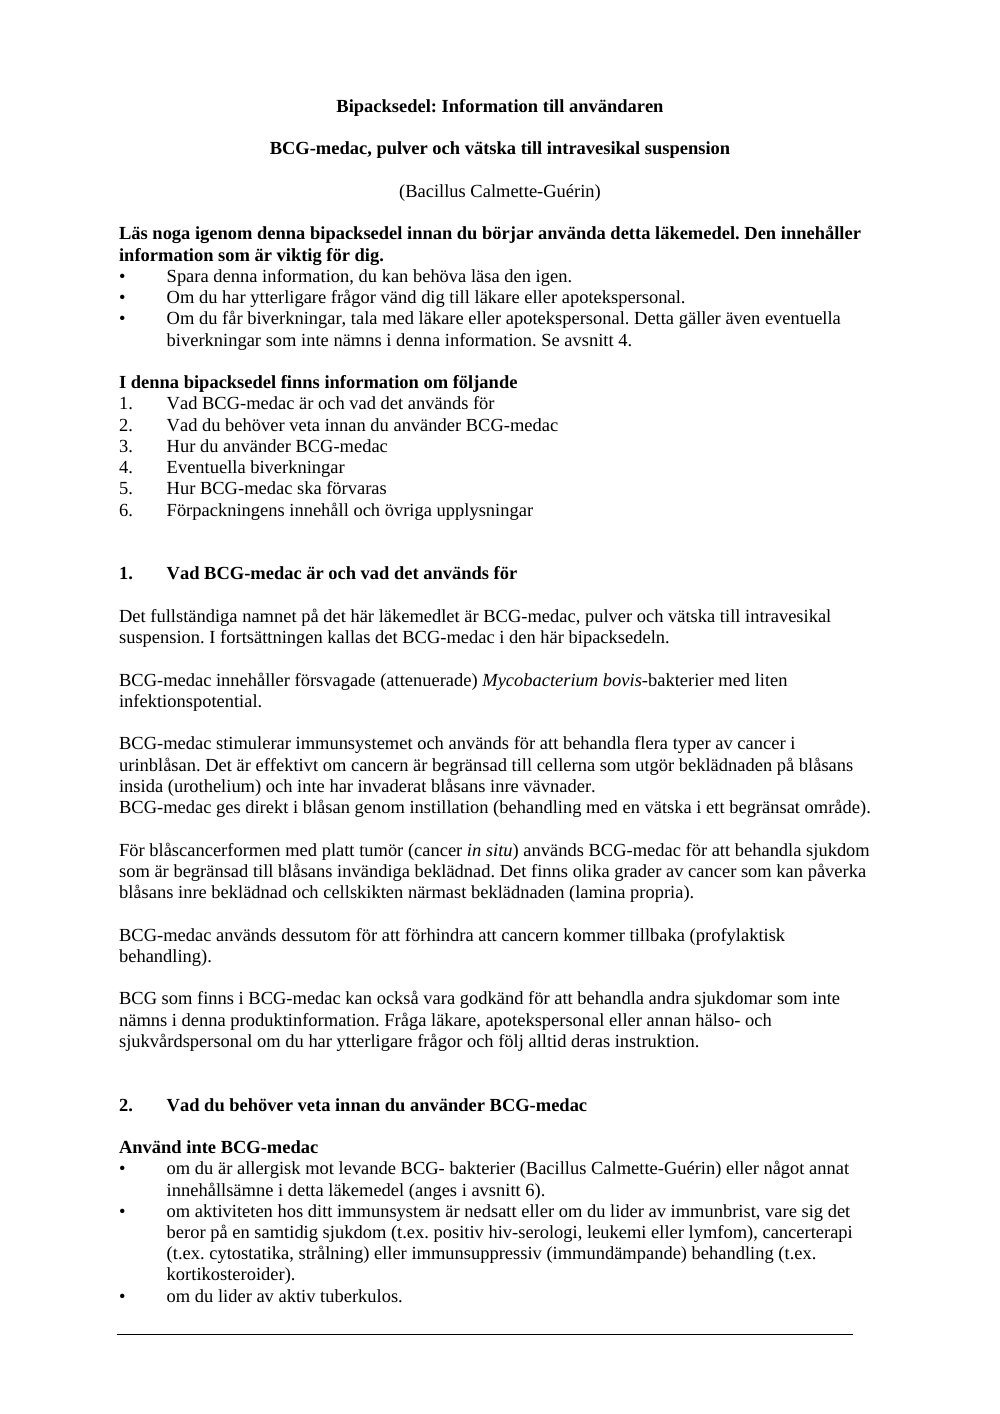 Bipacksedel: Information till användaren
BCG-medac, pulver och vätska till intravesikal suspension
(Bacillus Calmette-Guérin)
Läs noga igenom denna bipacksedel innan du börjar använda detta läkemedel. Den innehåller
information som är viktig för dig.
• Spara denna information, du kan behöva läsa den igen.
• Om du har ytterligare frågor vänd dig till läkare eller apotekspersonal.
• Om du får biverkningar, tala med läkare eller apotekspersonal. Detta gäller även eventuella
biverkningar som inte nämns i denna information. Se avsnitt 4.
I denna bipacksedel finns information om följande
1. Vad BCG-medac är och vad det används för
2. Vad du behöver veta innan du använder BCG-medac
3. Hur du använder BCG-medac
4. Eventuella biverkningar
5. Hur BCG-medac ska förvaras
6. Förpackningens innehåll och övriga upplysningar
1. Vad BCG-medac är och vad det används för
Det fullständiga namnet på det här läkemedlet är BCG-medac, pulver och vätska till intravesikal
suspension. I fortsättningen kallas det BCG-medac i den här bipacksedeln.
BCG-medac innehåller försvagade (attenuerade) Mycobacterium bovis-bakterier med liten
infektionspotential.
BCG-medac stimulerar immunsystemet och används för att behandla flera typer av cancer i
urinblåsan. Det är effektivt om cancern är begränsad till cellerna som utgör beklädnaden på blåsans
insida (urothelium) och inte har invaderat blåsans inre vävnader.
BCG-medac ges direkt i blåsan genom instillation (behandling med en vätska i ett begränsat område).
För blåscancerformen med platt tumör (cancer in situ) används BCG-medac för att behandla sjukdom
som är begränsad till blåsans invändiga beklädnad. Det finns olika grader av cancer som kan påverka
blåsans inre beklädnad och cellskikten närmast beklädnaden (lamina propria).
BCG-medac används dessutom för att förhindra att cancern kommer tillbaka (profylaktisk
behandling).
BCG som finns i BCG-medac kan också vara godkänd för att behandla andra sjukdomar som inte
nämns i denna produktinformation. Fråga läkare, apotekspersonal eller annan hälso- och
sjukvårdspersonal om du har ytterligare frågor och följ alltid deras instruktion.
2. Vad du behöver veta innan du använder BCG-medac
Använd inte BCG-medac
• om du är allergisk mot levande BCG- bakterier (Bacillus Calmette-Guérin) eller något annat
innehållsämne i detta läkemedel (anges i avsnitt 6).
• om aktiviteten hos ditt immunsystem är nedsatt eller om du lider av immunbrist, vare sig det
beror på en samtidig sjukdom (t.ex. positiv hiv-serologi, leukemi eller lymfom), cancerterapi
(t.ex. cytostatika, strålning) eller immunsuppressiv (immundämpande) behandling (t.ex.
kortikosteroider).
• om du lider av aktiv tuberkulos.